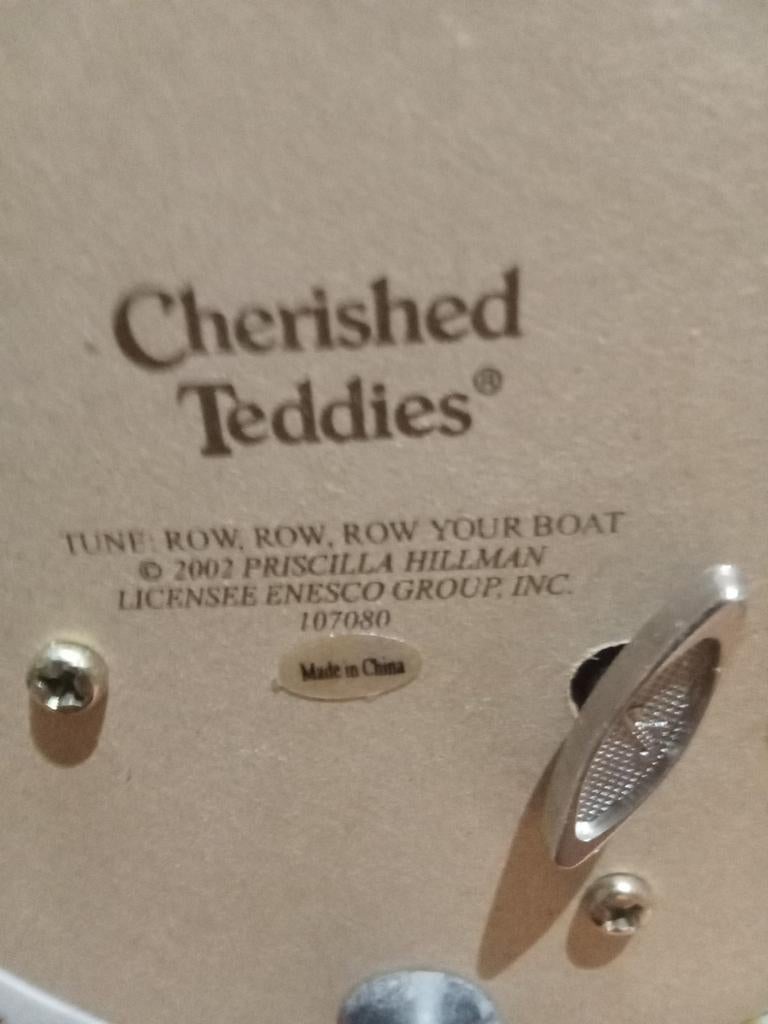 Cherished
Teddies®
TUNE: ROW, ROW, ROW YOUR BOAT
© 2002 PRISCILLA HILLMAN
LICENSEE ENESCO GROUP, INC.
107080
Made in China